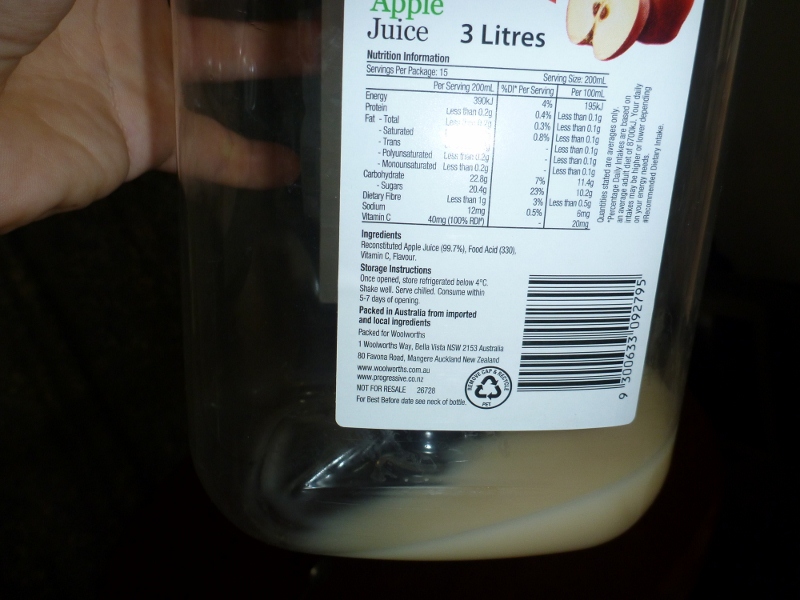 Apple
Juice 3 Litres
Nutrition Information
Servings Per Package: 15 Serving Size: 200mL
Per Serving 200mL %DI* Per Serving Per 100mL
Energy 390kJ 4% 195kJ
Protein Less than 0.2g 0.4% Less than 0.1g
Fat - Total Less than 0.2g 0.3% Less than 0.1g
- Saturated 0.8% Less than 0.1g
- Trans - Less than 0.1g
- Polyunsaturated Less than 0.2g - Less than 0.1g
- Monounsaturated Less than 0.2g - Less than 0.1g
Carbohydrate 22.8g 7% 11.4g
- Sugars 20.4g 23% 10.2g
Dietary Fibre Less than 1g 3% Less than 0.5g
Sodium 12mg 0.5% 6mg
Vitamin C 40mg (100% RDI#) - 20mg
Quantities stated are averages only.
*Percentage Daily Intakes are based on
an average adult diet of 8700kJ. Your daily
intakes may be higher or lower depending
on your energy needs.
#Recommended Dietary Intake.
Ingredients
Reconstituted Apple Juice (99.7%), Food Acid (330),
Vitamin C, Flavour.
Storage Instructions
Once opened, store refrigerated below 4°C.
Shake well. Serve chilled. Consume within
5-7 days of opening.
Packed in Australia from imported
and local ingredients
Packed for Woolworths
1 Woolworths Way, Bella Vista NSW 2153 Australia
80 Favona Road, Mangere Auckland New Zealand
www.woolworths.com.au
www.progressive.co.nz
NOT FOR RESALE 26728
For Best Before date see neck of bottle.
REMOVE CAP & RECYCLE
PET
9 300633 092795